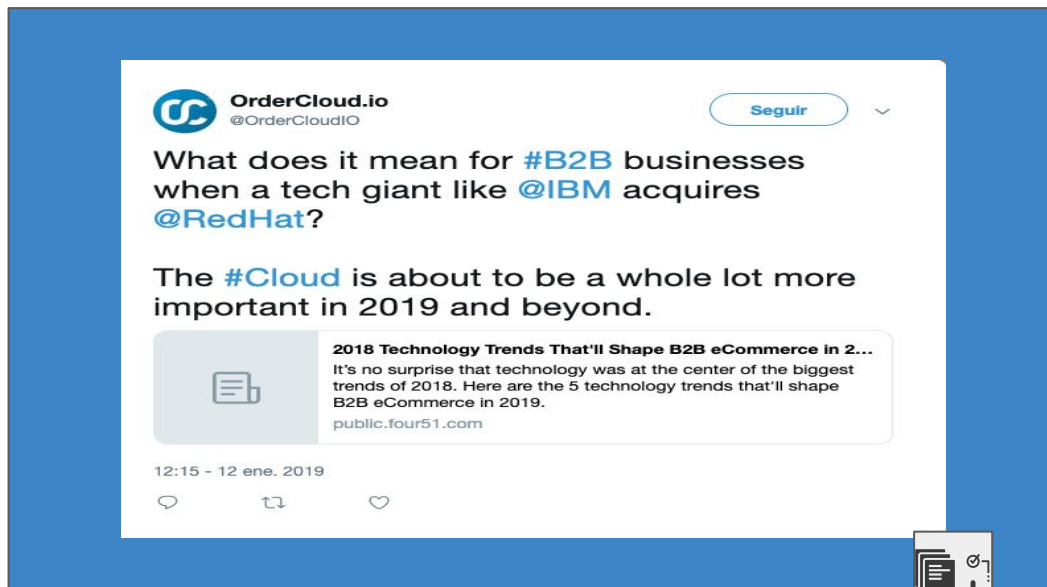 OrderCloud.io
@OrderCloudIO
Seguir
What does it mean for #B2B businesses
when a tech giant like @IBM acquires
@RedHat?
The #Cloud is about to be a whole lot more
important in 2019 and beyond.
2018 Technology Trends That'll Shape B2B eCommerce in 2...
It's no surprise that technology was at the center of the biggest
trends of 2018. Here are the 5 technology trends that'll shape
B2B eCommerce in 2019.
public.four51.com
12:15 - 12 ene. 2019